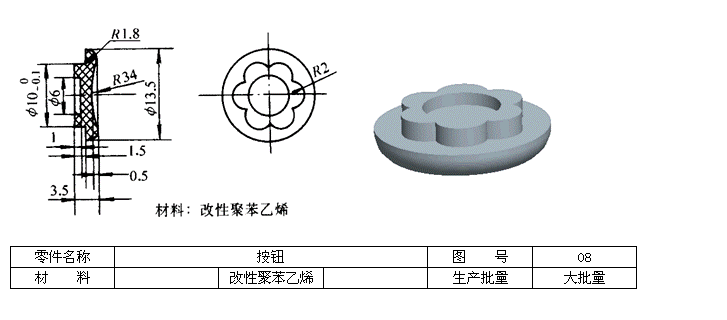 R1.8
R34
R2
φ10 0 -0.1
φ6
φ13.5
1
1.5
0.5
3.5
材料：改性聚苯乙烯
零件名称 按钮 图 号 08
材 料 改性聚苯乙烯 生产批量 大批量